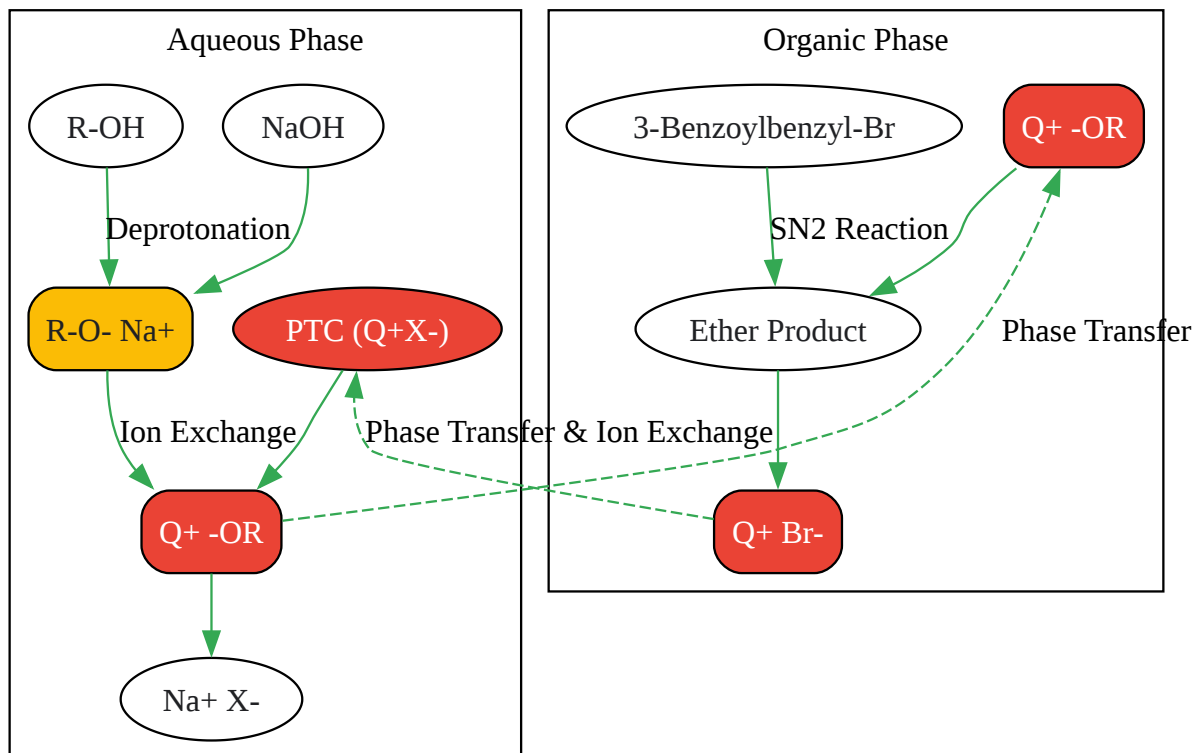 Aqueous Phase
Organic Phase
R-OH
NaOH
3-Benzoylbenzyl-Br
Q+ -OR
Deprotonation
SN2 Reaction
R-O- Na+
PTC (Q+X-)
Ether Product
Phase Transfer
Ion Exchange
Phase Transfer & Ion Exchange
Q+ -OR
Q+ Br-
Na+ X-